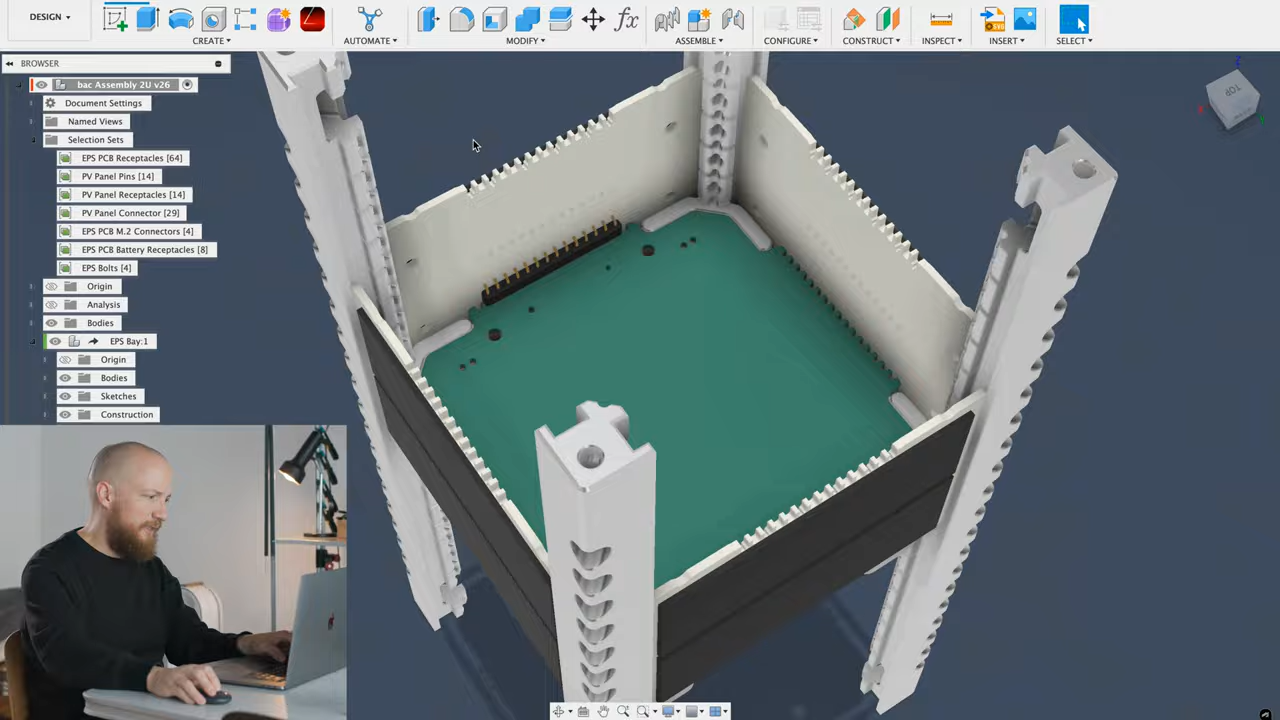 DESIGN
CREATE
AUTOMATE
MODIFY
fx
ASSEMBLE
CONFIGURE
CONSTRUCT
INSPECT
INSERT
SELECT
BROWSER
bac Assembly 2U v26
Document Settings
Named Views
Selection Sets
EPS PCB Receptacles [64]
PV Panel Pins [14]
PV Panel Receptacles [14]
PV Panel Connector [29]
EPS PCB M.2 Connectors [4]
EPS PCB Battery Receptacles [8]
EPS Bolts [4]
Origin
Analysis
Bodies
EPS Bay:1
Origin
Bodies
Sketches
Construction
Z
TOP